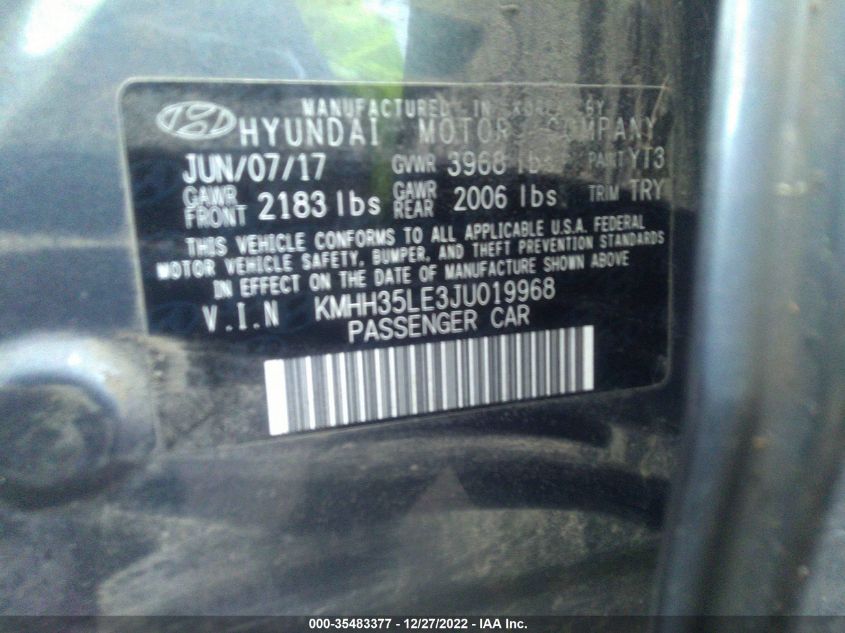 MANUFACTURED IN KOREA BY
HYUNDAI MOTOR COMPANY
JUN/07/17 GVWR 3968 lbs PAINT YT3
GAWR FRONT 2183 lbs GAWR REAR 2006 lbs TRIM TRY
THIS VEHICLE CONFORMS TO ALL APPLICABLE U.S.A. FEDERAL
MOTOR VEHICLE SAFETY, BUMPER, AND THEFT PREVENTION STANDARDS
IN EFFECT ON THE DATE OF MANUFACTURE SHOWN ABOVE
V.I.N KMHH35LE3JU019968
PASSENGER CAR
000-35483377 - 12/27/2022 - IAA Inc.